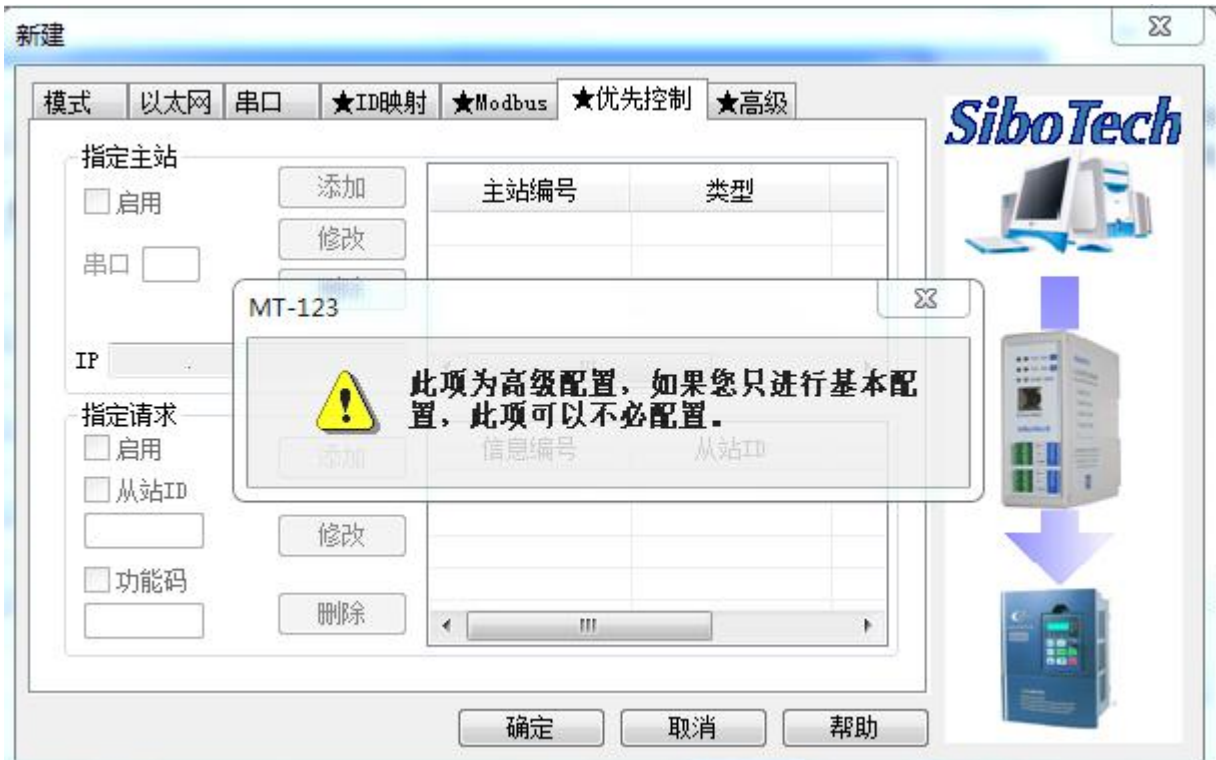 新建
模式 以太网 串口 ★ID映射 ★Modbus ★优先控制 ★高级
SiboTech
指定主站
启用
添加
主站编号 类型
修改
串口
删除
MT-123
IP .
此项为高级配置，如果您只进行基本配
置，此项可以不必配置。
指定请求
启用
添加
信息编号 从站ID
从站ID
修改
功能码
删除
确定 取消 帮助